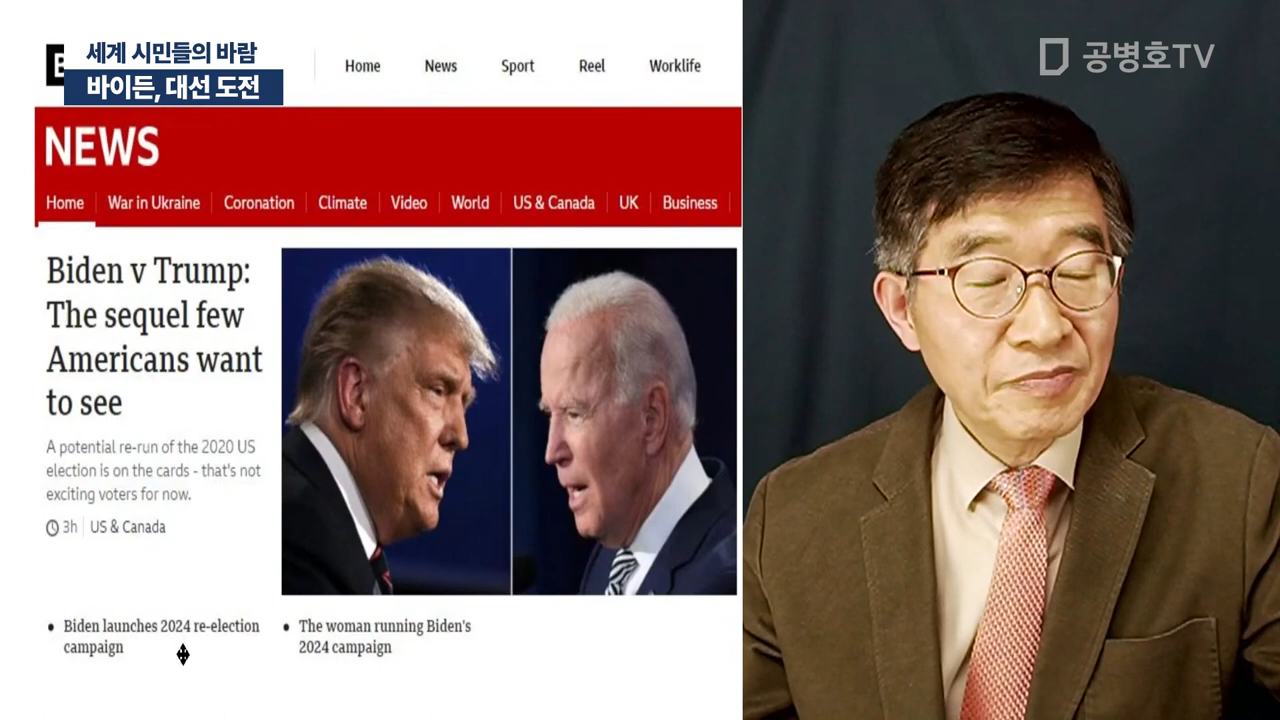 세계 시민들의 바람
바이든, 대선 도전
Home News Sport Reel Worklife
공병호TV
NEWS
Home War in Ukraine Coronation Climate Video World US & Canada UK Business
Biden v Trump:
The sequel few
Americans want
to see
A potential re-run of the 2020 US
election is on the cards - that's not
exciting voters for now.
3h US & Canada
• Biden launches 2024 re-election
campaign
• The woman running Biden's
2024 campaign